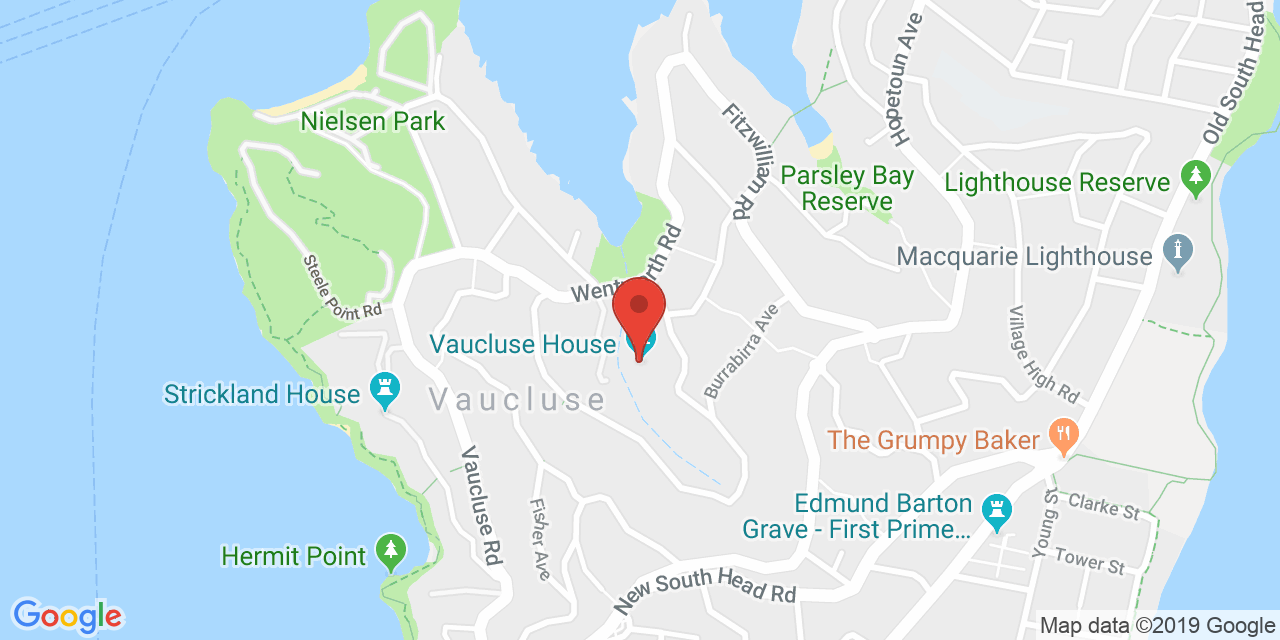 Hopetoun Ave
Old South Head
Nielsen Park
Fitzwilliam Rd
Parsley Bay
Reserve
Lighthouse Reserve
Macquarie Lighthouse
Steele Point Rd
Wentworth Rd
Vaucluse House
Burrabirra Ave
Village High Rd
Strickland House
Vaucluse
The Grumpy Baker
Vaucluse Rd
Fisher Ave
Edmund Barton
Grave - First Prime...
Young St
Clarke St
Tower St
Hermit Point
New South Head Rd
Google
Map data ©2019 Google